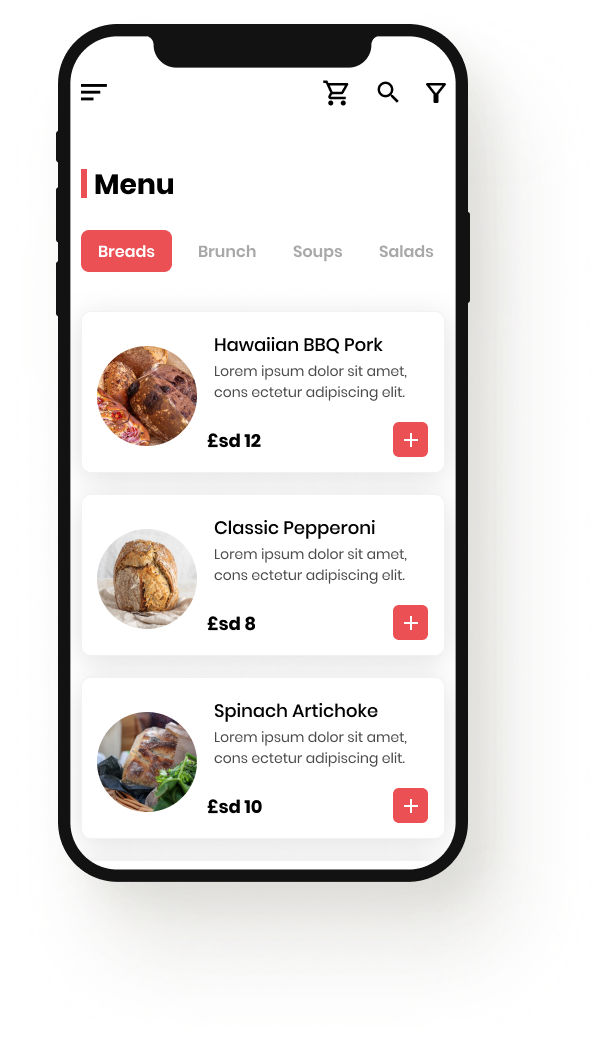 Menu
Breads Brunch Soups Salads
Hawaiian BBQ Pork
Lorem ipsum dolor sit amet,
cons ectetur adipiscing elit.
£sd 12
Classic Pepperoni
Lorem ipsum dolor sit amet,
cons ectetur adipiscing elit.
£sd 8
Spinach Artichoke
Lorem ipsum dolor sit amet,
cons ectetur adipiscing elit.
£sd 10